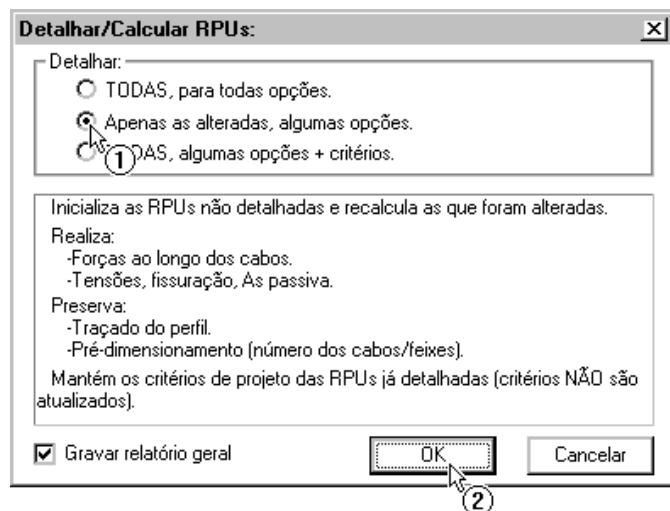 Detalhar/Calcular RPUs:
Detalhar:
TODAS, para todas opções.
Apenas as alteradas, algumas opções.
DAS, algumas opções + critérios.
1
Inicializa as RPUs não detalhadas e recalcula as que foram alteradas.
Realiza:
-Forças ao longo dos cabos.
-Tensões, fissuração, As passiva.
Preserva:
-Traçado do perfil.
-Pré-dimensionamento (número dos cabos/feixes).
Mantém os critérios de projeto das RPUs já detalhadas (critérios NÃO são
atualizados).
Gravar relatório geral
OK
Cancelar
2